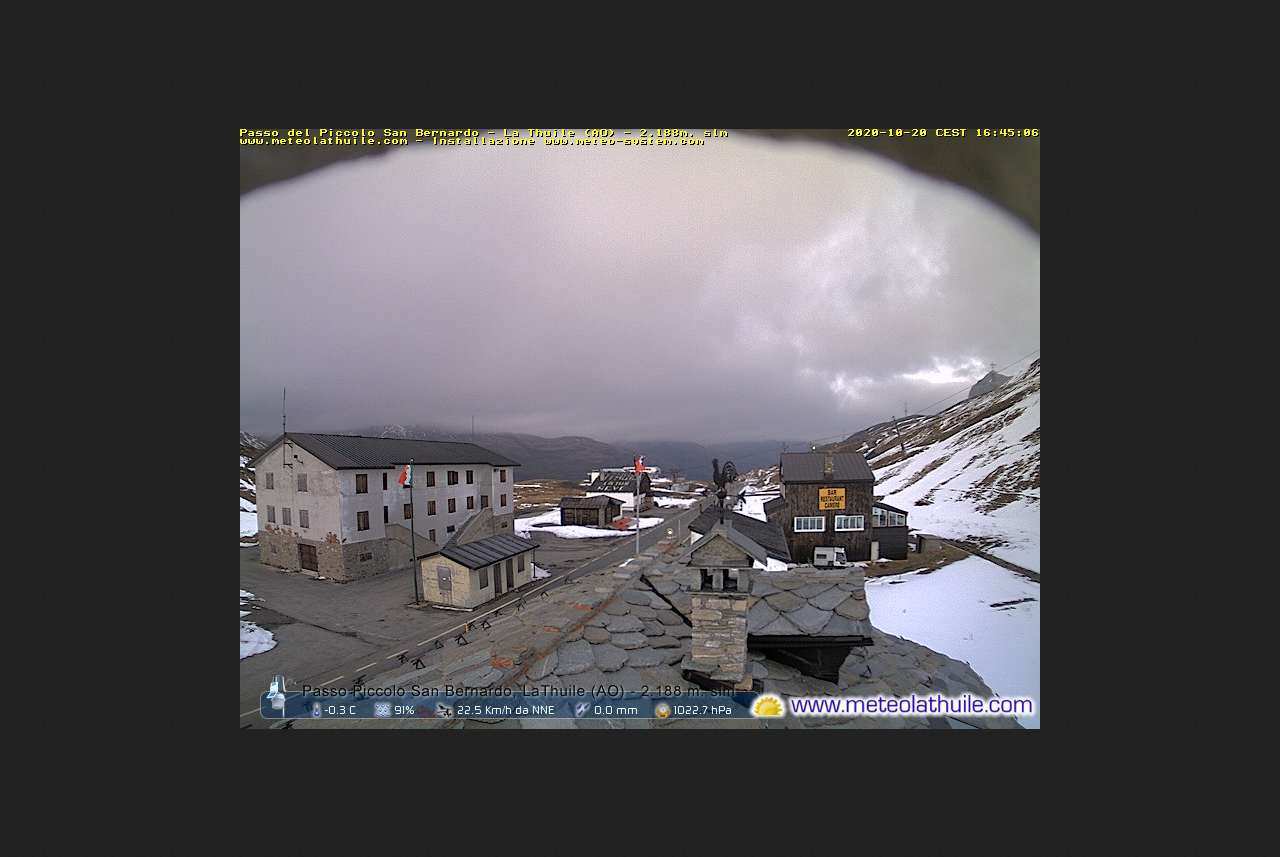 Passo del Piccolo San Bernardo - La Thuile (AO) - 2.188m. slm
2020-10-20 CEST 16:45:06
www.meteolathuile.com - Installazione www.meteo-system.com
BAR
RESTAURANT
CAMERE
Passo Piccolo San Bernardo, LaThuile (AO) - 2.188 m. slm
-0.3 C
91%
22.5 Km/h da NNE
0.0 mm
1022.7 hPa
www.meteolathuile.com